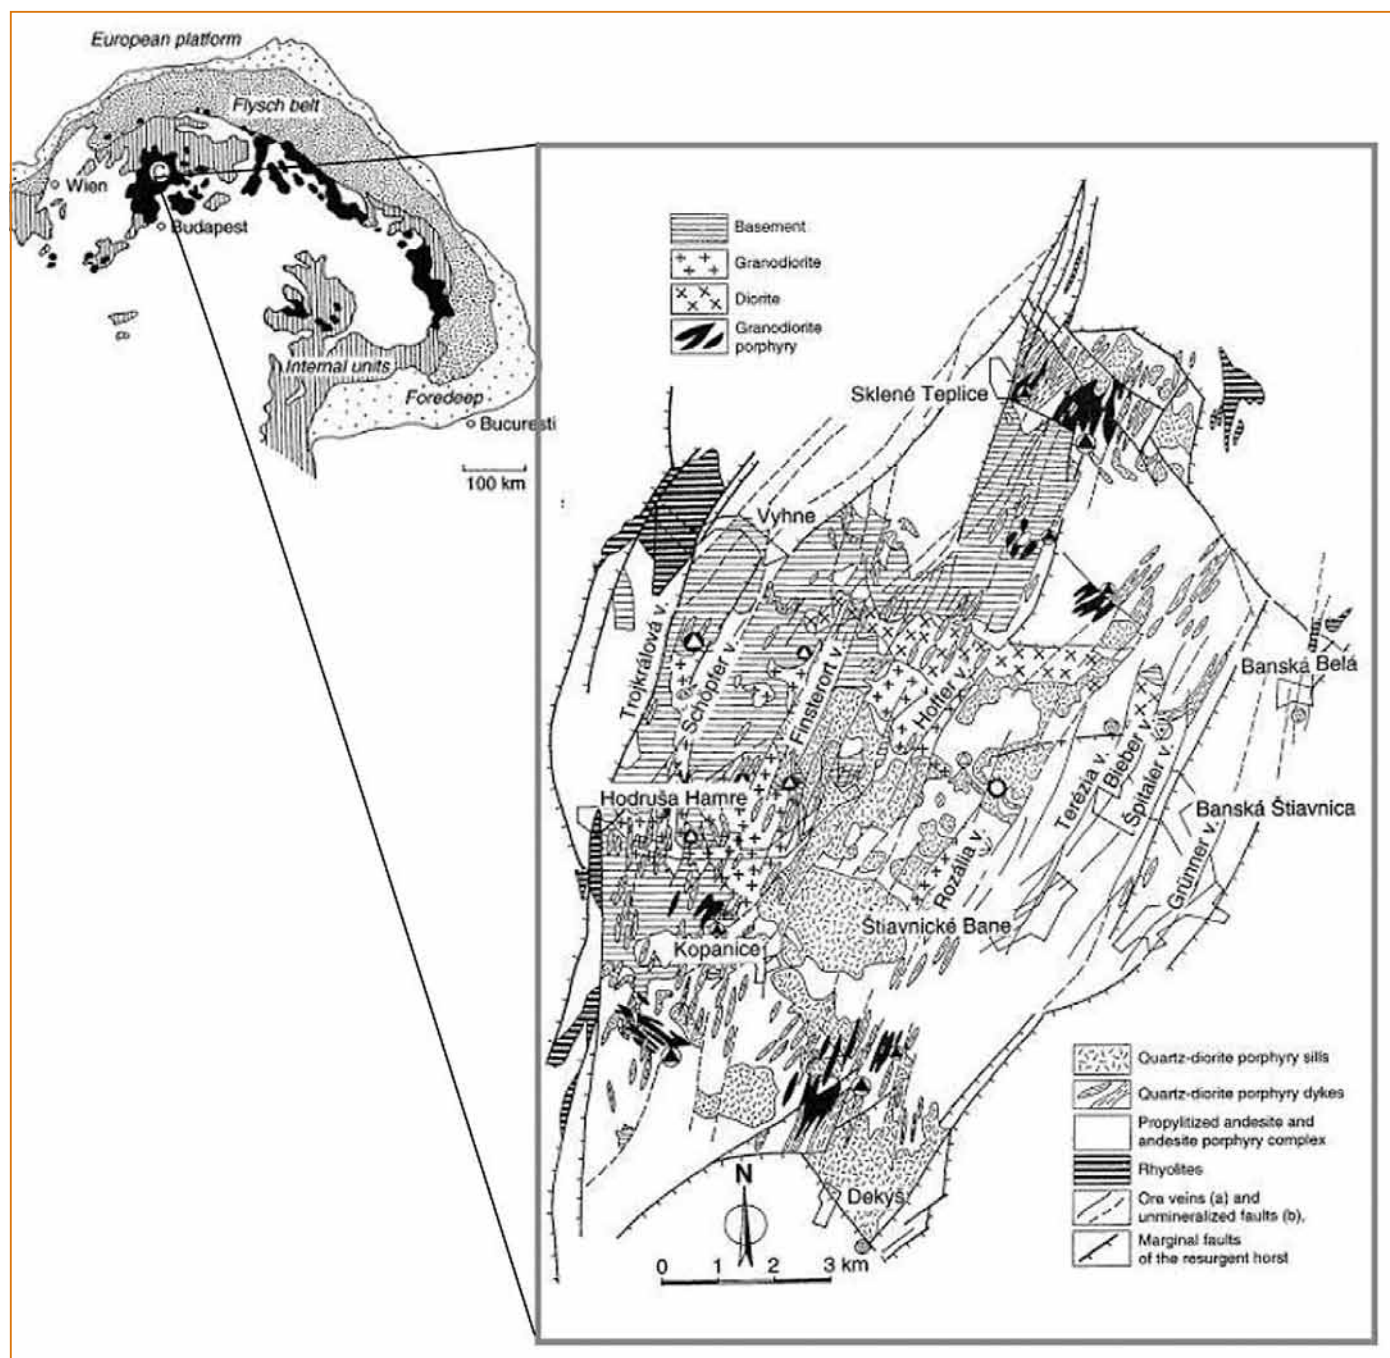 European platform
Flysch belt
Wien
Budapest
Internal units
Foredeep
Bucuresti
100 km
Basement
Granodiorite
Diorite
Granodiorite
porphyry
Sklené Teplice
Vyhne
Trojkrálová v.
Schöpfer v.
Finsterort v.
Hoffer v.
Banská Belá
Terézia v.
Bieber v.
Špitaler v.
Hodruša Hamre
Banská Štiavnica
Rozália v.
Grünner v.
Štiavnické Bane
Kopanice
Quartz-diorite porphyry sills
Quartz-diorite porphyry dykes
Propylitized andesite and
andesite porphyry complex
Rhyolites
Ore veins (a) and
unmineralized faults (b),
Marginal faults
of the resurgent horst
N
Dekýš
0 1 2 3 km